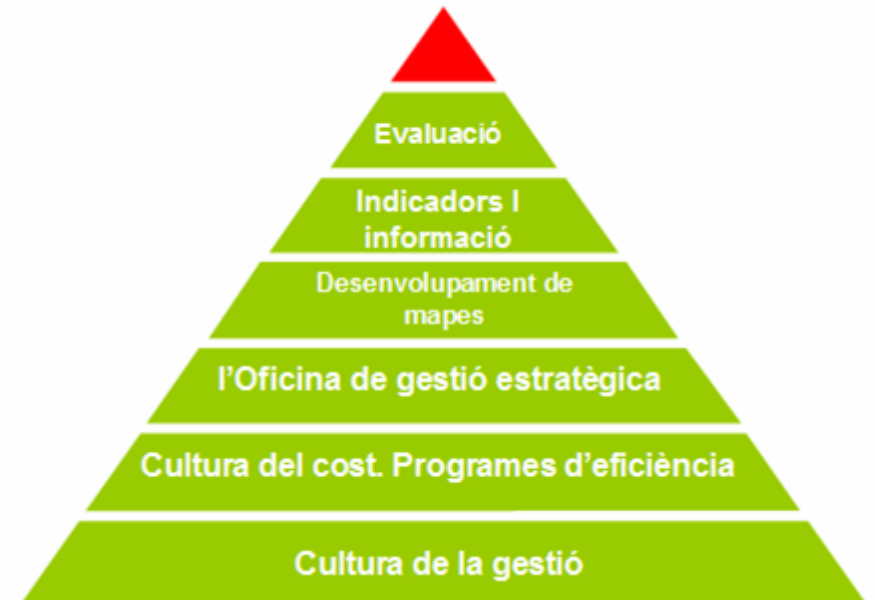 Evaluació
Indicadors I
informació
Desenvolupament de
mapes
l'Oficina de gestió estratègica
Cultura del cost. Programes d'eficiència
Cultura de la gestió